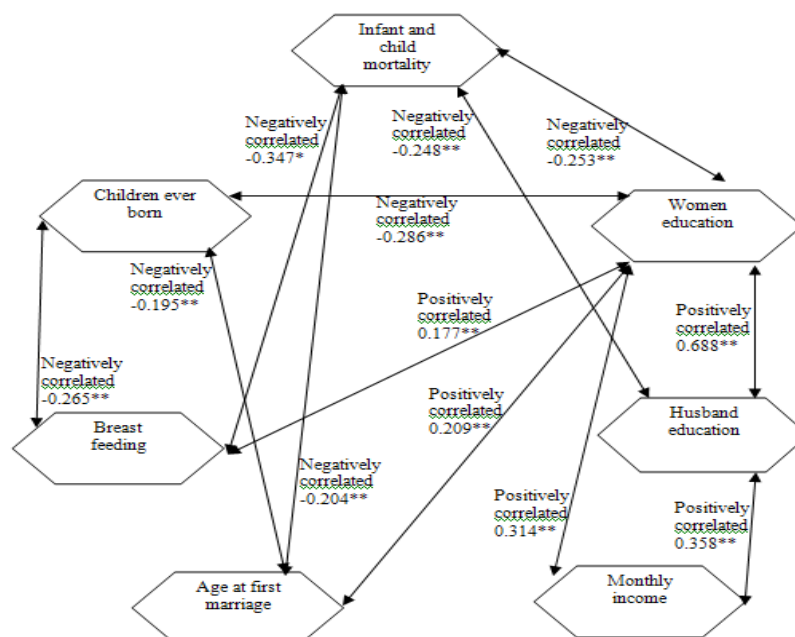 Infant and
child
mortality
Negatively
correlated
-0.347*
Negatively
correlated
-0.248**
Negatively
correlated
-0.253**
Children ever
born
Negatively
correlated
-0.286**
Women
education
Negatively
correlated
-0.195**
Positively
correlated
0.177**
Positively
correlated
0.688**
Negatively
correlated
-0.265**
Positively
correlated
0.209**
Breast
feeding
Husband
education
Negatively
correlated
-0.204**
Positively
correlated
0.314**
Positively
correlated
0.358**
Age at first
marriage
Monthly
income